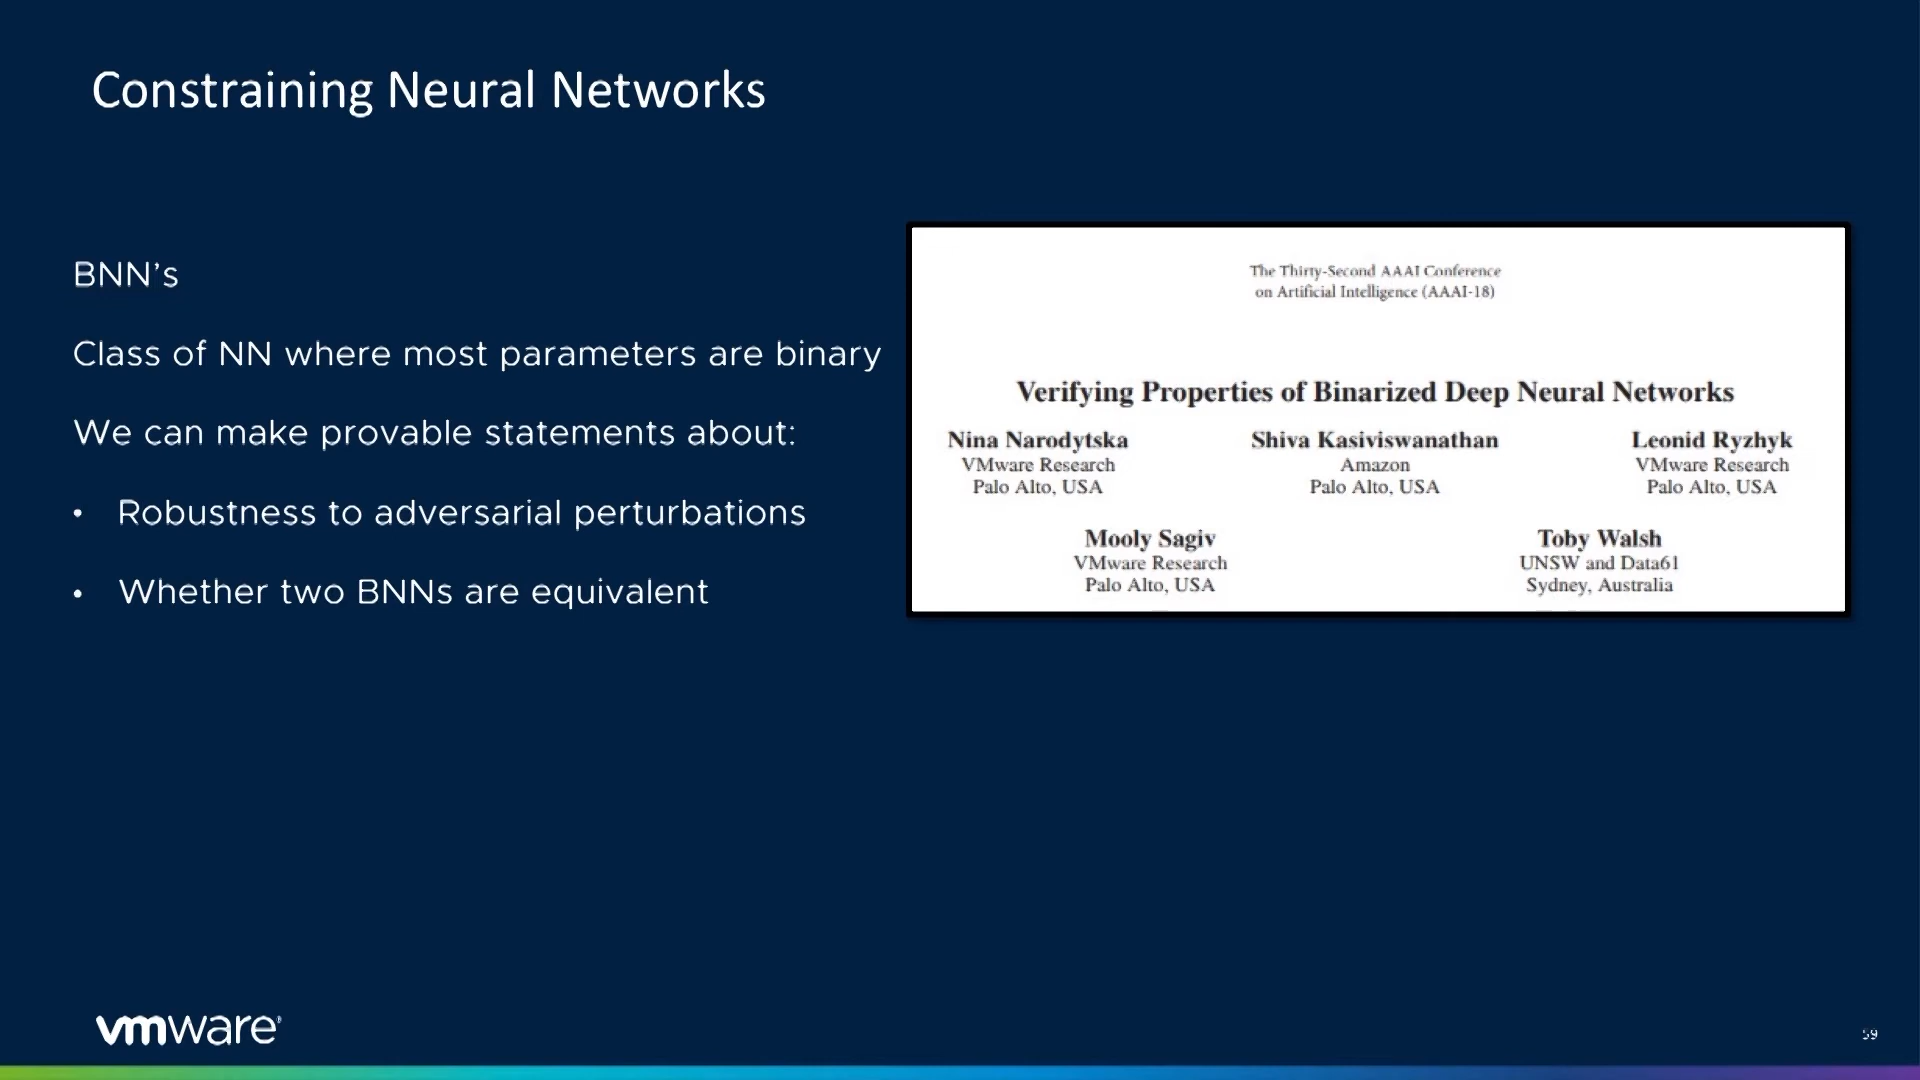 Constraining Neural Networks
BNN's
Class of NN where most parameters are binary
We can make provable statements about:
• Robustness to adversarial perturbations
• Whether two BNNs are equivalent
The Thirty-Second AAAI Conference
on Artificial Intelligence (AAAI-18)
Verifying Properties of Binarized Deep Neural Networks
Nina Narodytska
VMware Research
Palo Alto, USA
Shiva Kasiviswanathan
Amazon
Palo Alto, USA
Leonid Ryzhyk
VMware Research
Palo Alto, USA
Mooly Sagiv
VMware Research
Palo Alto, USA
Toby Walsh
UNSW and Data61
Sydney, Australia
vmware
59